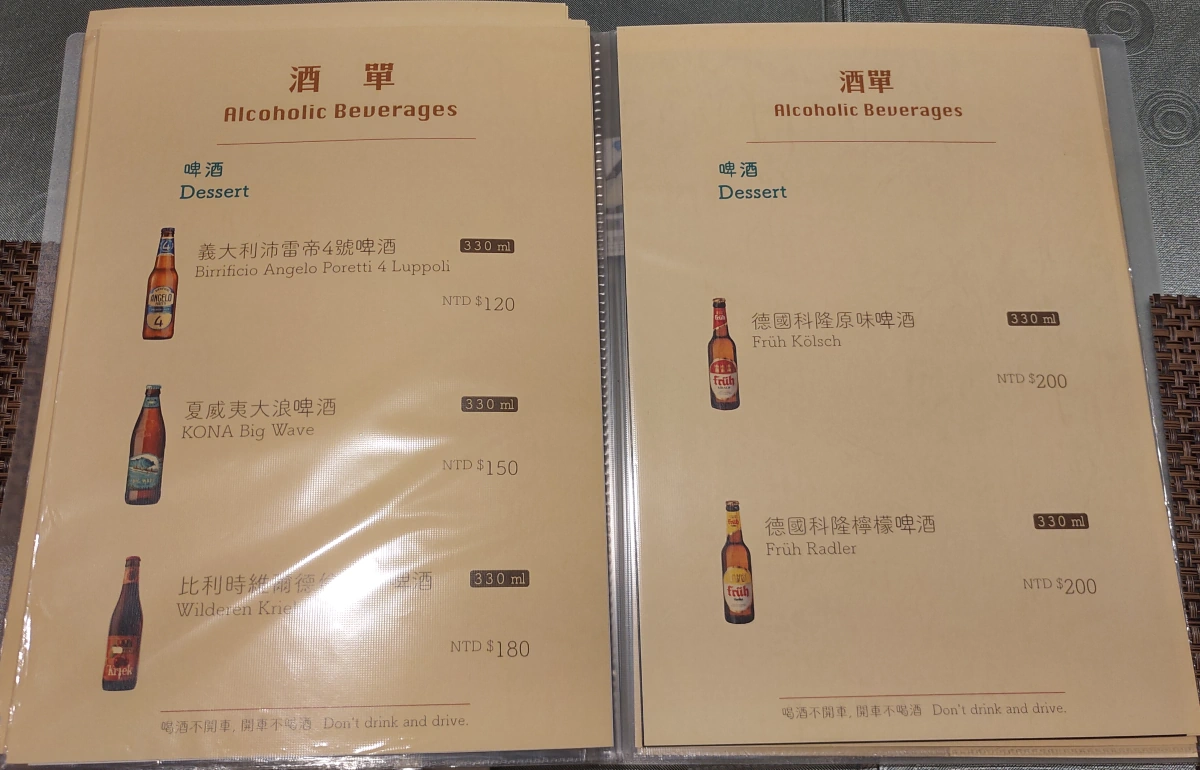 酒 單
Alcoholic Beverages
啤酒
Dessert
義大利沛雷帝4號啤酒
330 ml
Birrificio Angelo Poretti 4 Luppoli
NTD $120
ANGELO
4
夏威夷大浪啤酒
330 ml
KONA Big Wave
NTD $150
比利時維爾德 啤酒
330 ml
Wilderen Kriek
NTD $180
Kriek
喝酒不開車, 開車不喝酒 Don't drink and drive.
酒單
Alcoholic Beverages
啤酒
Dessert
德國科隆原味啤酒
330 ml
Früh Kölsch
NTD $200
früh
德國科隆檸檬啤酒
330 ml
Früh Radler
NTD $200
früh
喝酒不開車, 開車不喝酒 Don't drink and drive.